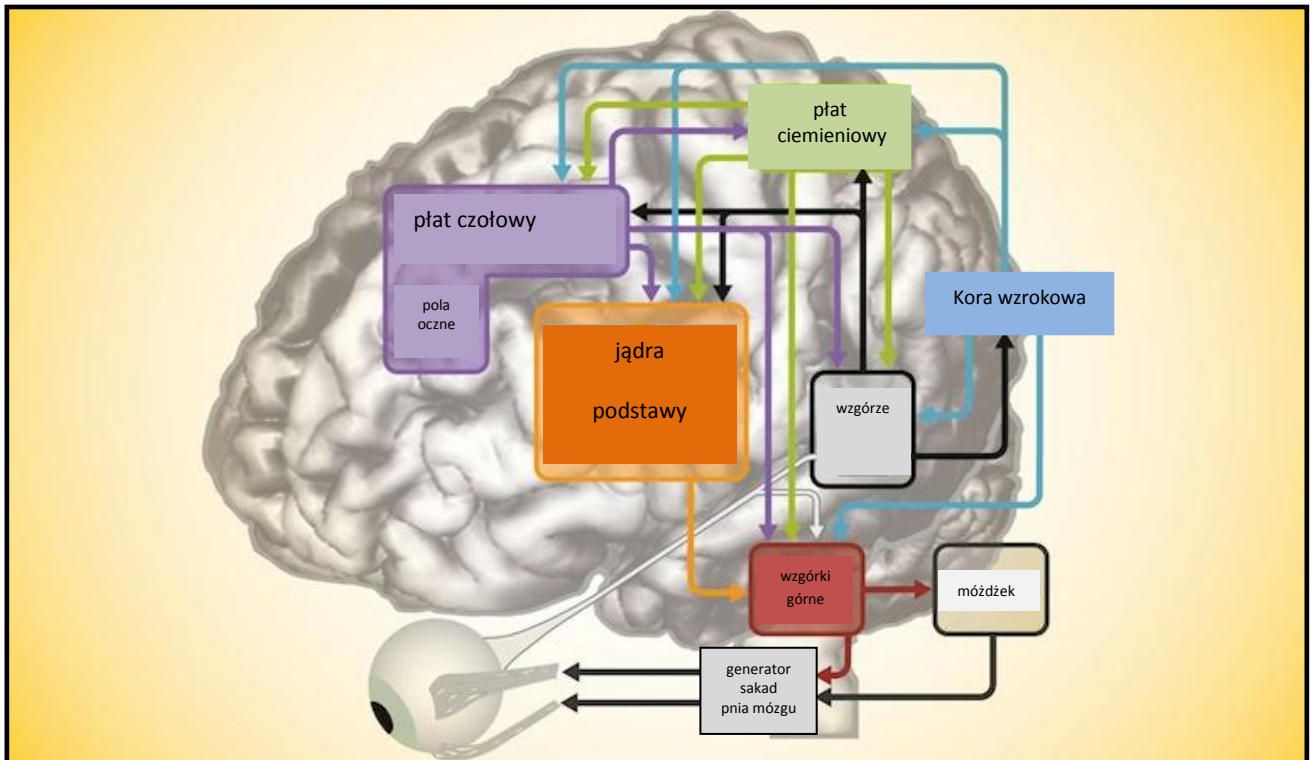 płat
ciemieniowy
płat czołowy
pola
oczne
Kora wzrokowa
jądra
podstawy
wzgórze
wzgórki
górne
móżdżek
generator
sakad
pnia mózgu